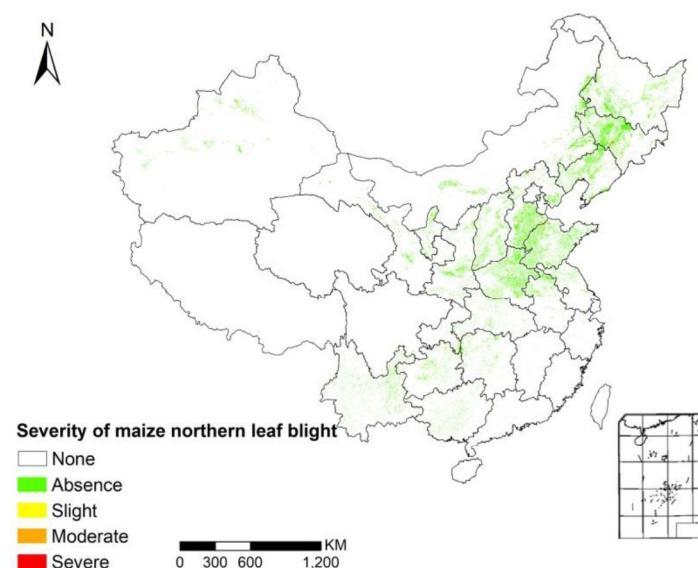 N
Severity of maize northern leaf blight
None
Absence
Slight
Moderate
Severe
KM
0 300 600 1.200